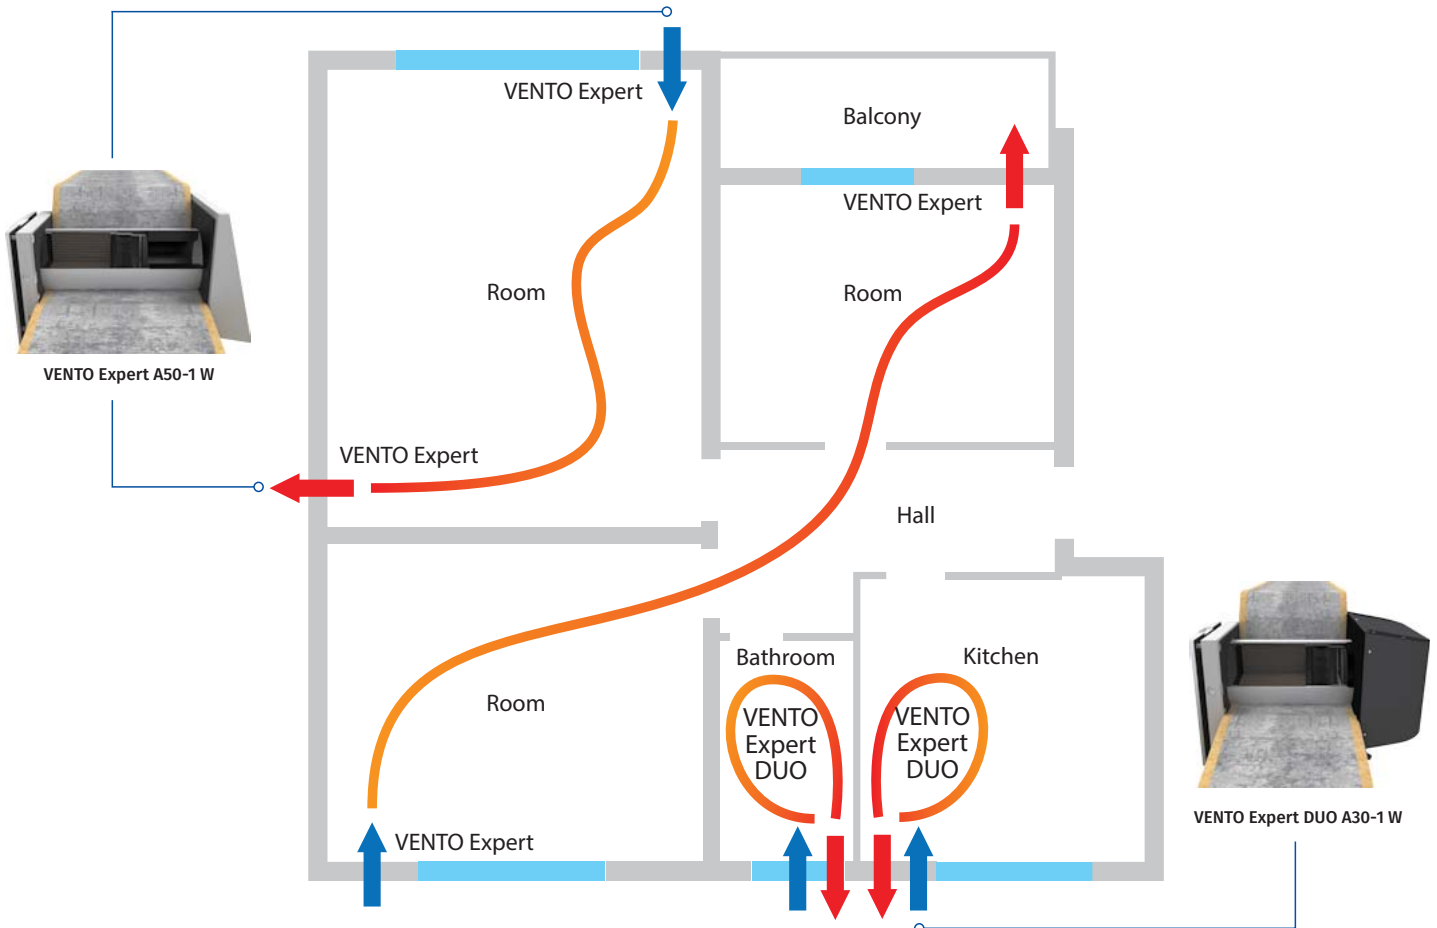 VENTO Expert
Balcony
VENTO Expert
Room
Room
VENTO Expert A50-1 W
VENTO Expert
Hall
Bathroom
Kitchen
Room
VENTO
Expert
DUO
VENTO
Expert
DUO
VENTO Expert
VENTO Expert DUO A30-1 W